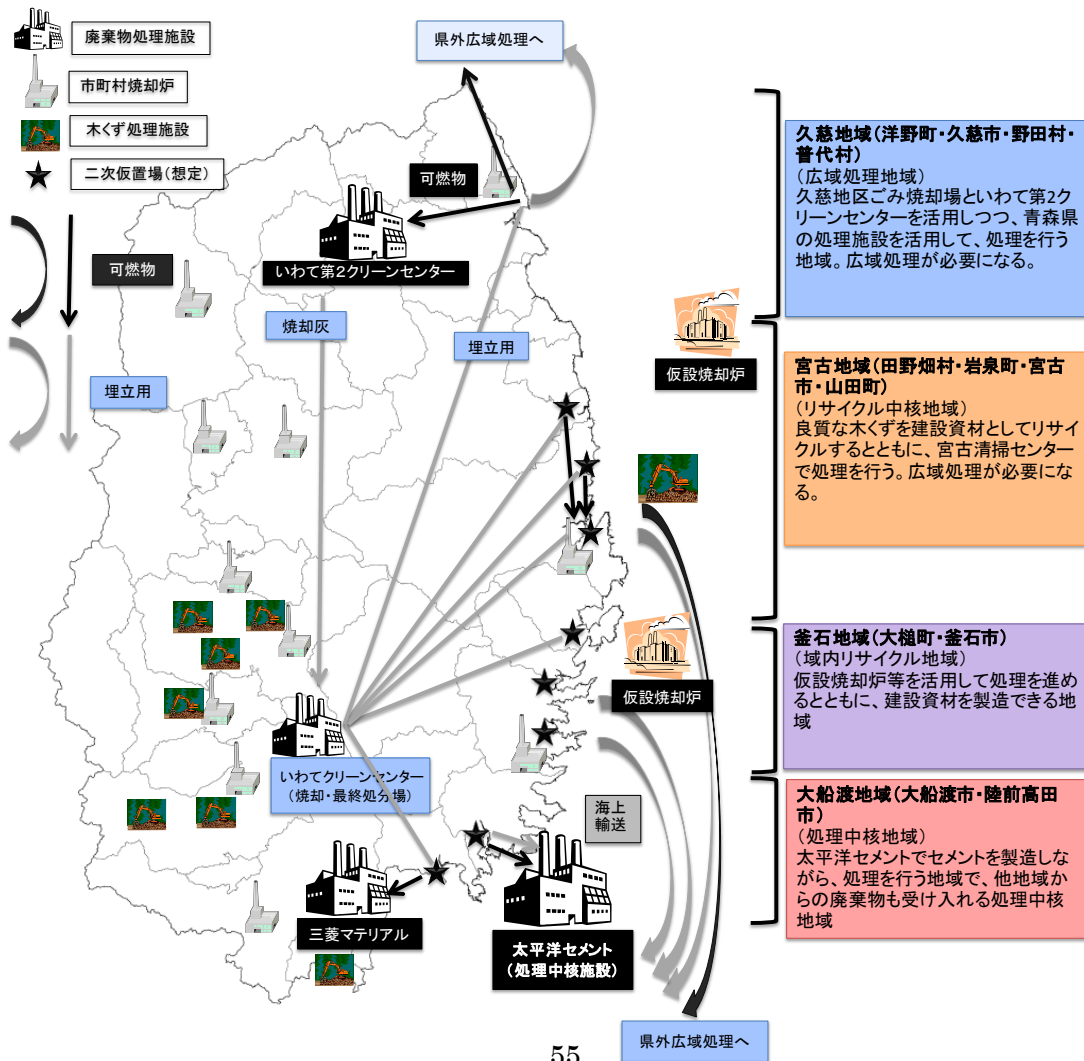 廃棄物処理施設
市町村焼却炉
木くず処理施設
二次仮置場(想定)
可燃物
埋立用
県外広域処理へ
可燃物
いわて第２クリーンセンター
焼却灰
埋立用
仮設焼却炉
仮設焼却炉
いわてクリーンセンター
(焼却・最終処分場)
海上
輸送
三菱マテリアル
太平洋セメント
(処理中核施設)
県外広域処理へ
久慈地域(洋野町・久慈市・野田村・
普代村)
(広域処理地域)
久慈地区ごみ焼却場といわて第2ク
リーンセンターを活用しつつ、青森県
の処理施設を活用して、処理を行う
地域。広域処理が必要になる。
宮古地域(田野畑村・岩泉町・宮古
市・山田町)
(リサイクル中核地域)
良質な木くずを建設資材としてリサイ
クルするとともに、宮古清掃センター
で処理を行う。広域処理が必要にな
る。
釜石地域(大槌町・釜石市)
(域内リサイクル地域)
仮設焼却炉等を活用して処理を進め
るとともに、建設資材を製造できる地
域
大船渡地域(大船渡市・陸前高田
市)
(処理中核地域)
太平洋セメントでセメントを製造しな
がら、処理を行う地域で、他地域か
らの廃棄物も受け入れる処理中核
地域
55